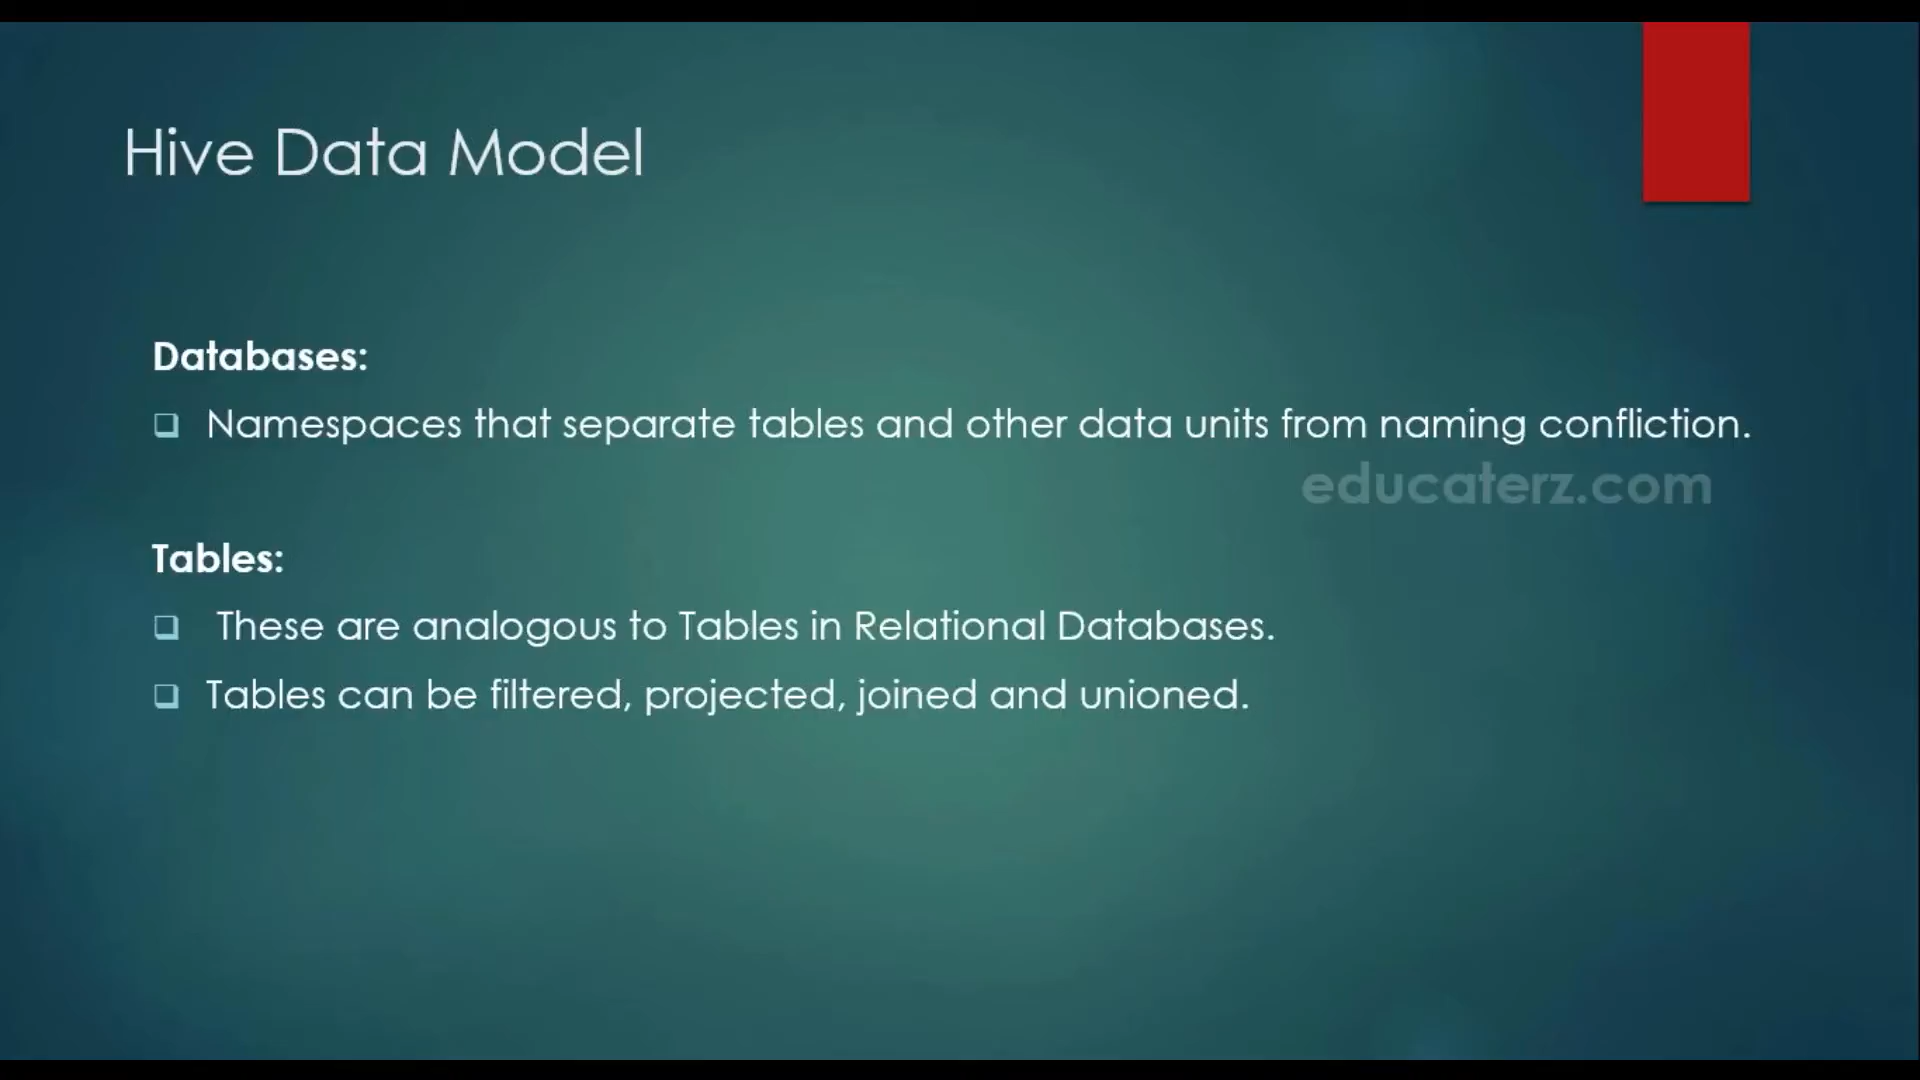 Hive Data Model
Databases:
Namespaces that separate tables and other data units from naming confliction.
educaterz.com
Tables:
These are analogous to Tables in Relational Databases.
Tables can be filtered, projected, joined and unioned.